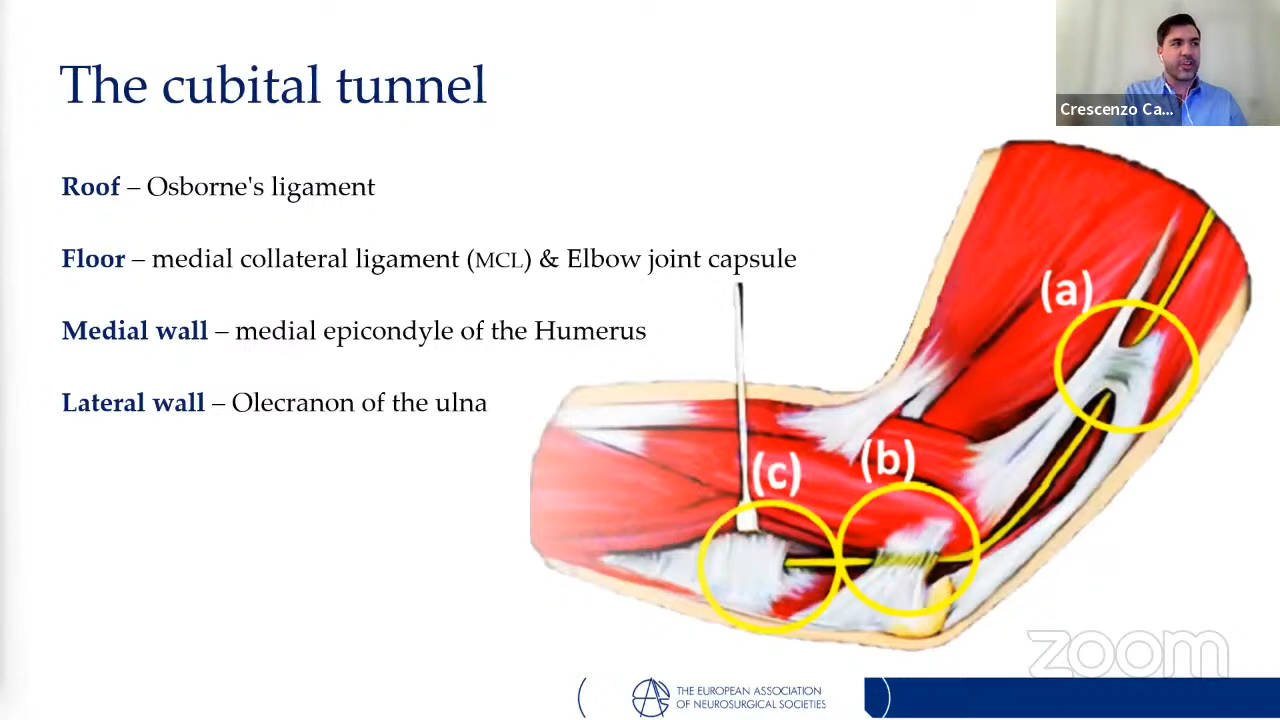 The cubital tunnel
Crescenzo Ca...
Roof – Osborne's ligament
Floor – medial collateral ligament (MCL) & Elbow joint capsule
Medial wall – medial epicondyle of the Humerus
Lateral wall – Olecranon of the ulna
(a)
(b)
(c)
zoom
THE EUROPEAN ASSOCIATION
OF NEUROSURGICAL SOCIETIES